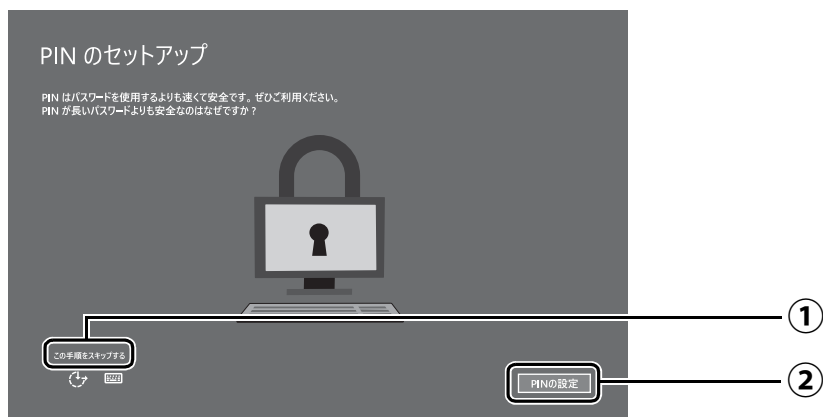 PIN のセットアップ
PIN はパスワードを使用するよりも速くて安全です。ぜひご利用ください。
PIN が長いパスワードよりも安全なのはなぜですか?
①
この手順をスキップする
PINの設定
②